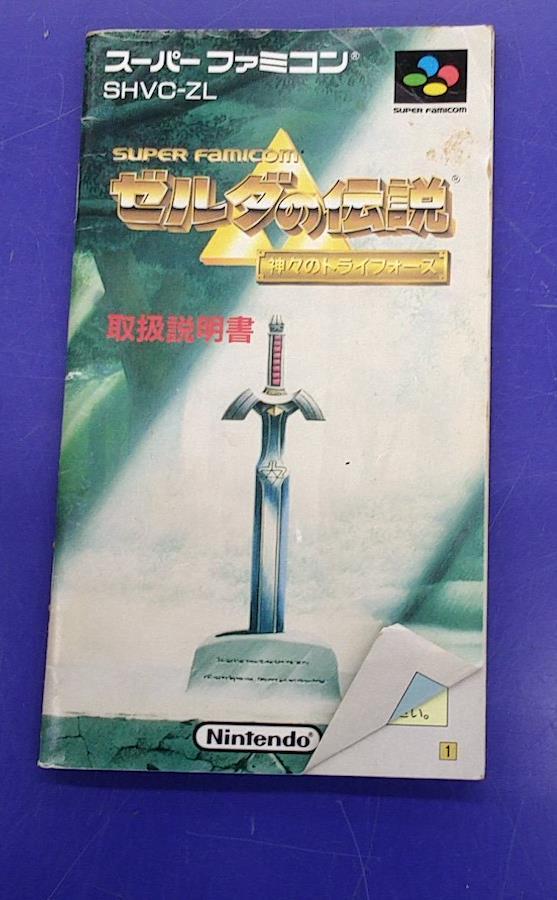 スーパーファミコン®
SHVC-ZL
SUPER FAMICOM
SUPER FAMICOM
ゼルダの伝説®
神々のトライフォース
取扱説明書
さい。
Nintendo®
1